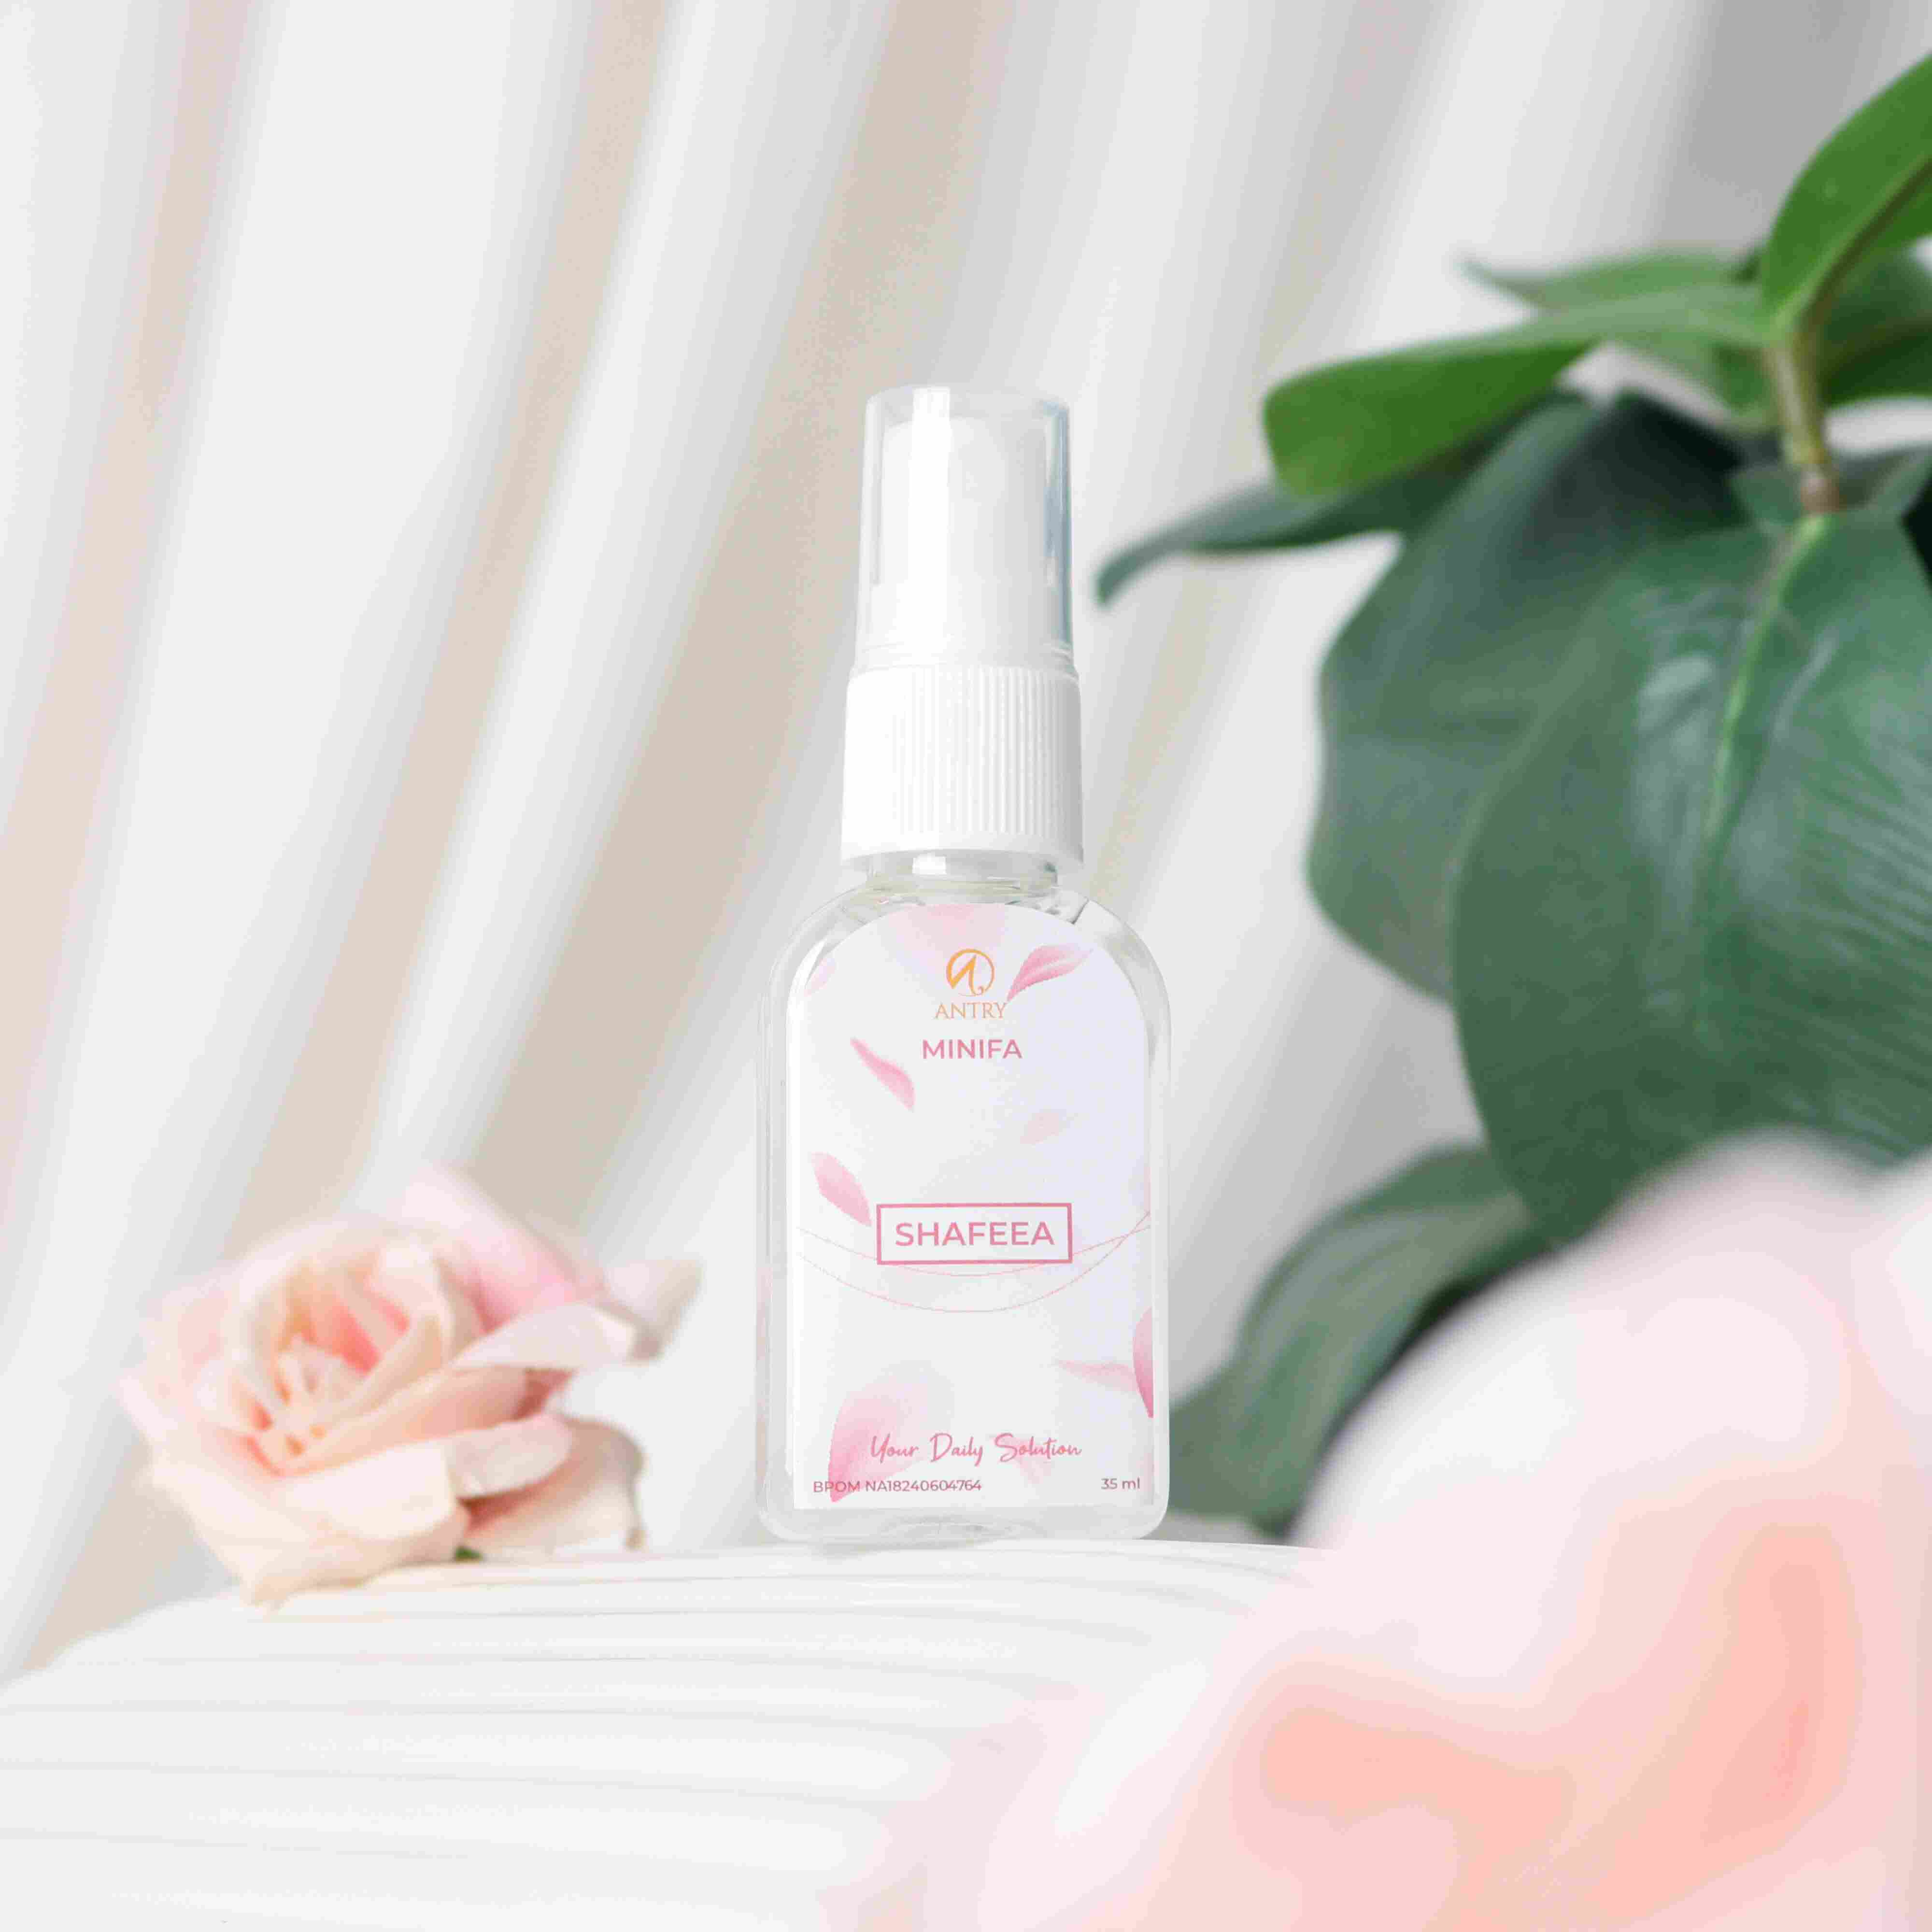 ANTRY
MINIFA
SHAFEEA
Your Daily Solution
BPOM NA18240604764 35 ml